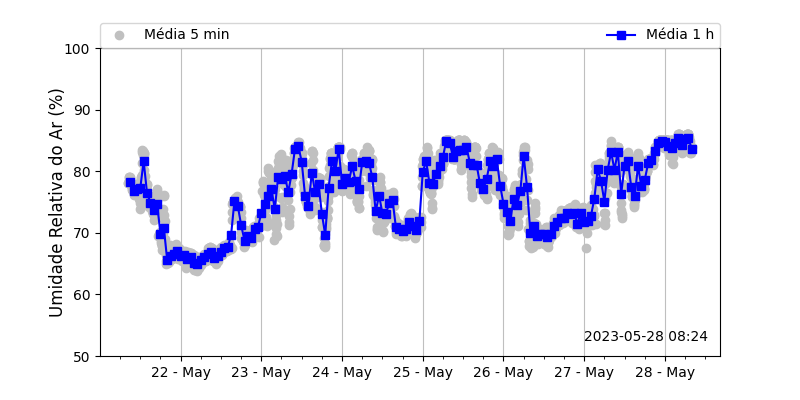 Média 5 min
Média 1 h
Umidade Relativa do Ar (%)
100
90
80
70
60
50
2023-05-28 08:24
22 - May
23 - May
24 - May
25 - May
26 - May
27 - May
28 - May